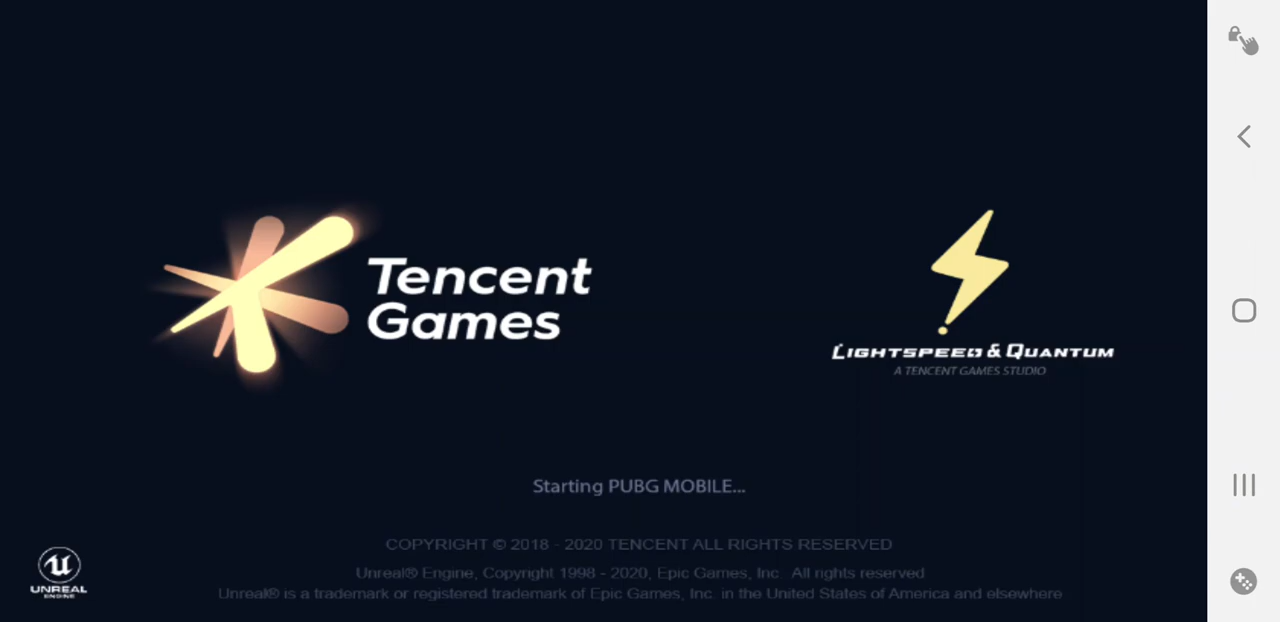 Tencent
Games
LIGHTSPEED & QUANTUM
A TENCENT GAMES STUDIO
Starting PUBG MOBILE...
COPYRIGHT © 2018 - 2020 TENCENT ALL RIGHTS RESERVED
Unreal® Engine, Copyright 1998 - 2020, Epic Games, Inc. All rights reserved
Unreal® is a trademark or registered trademark of Epic Games, Inc. in the United States of America and elsewhere
UNREAL
ENGINE